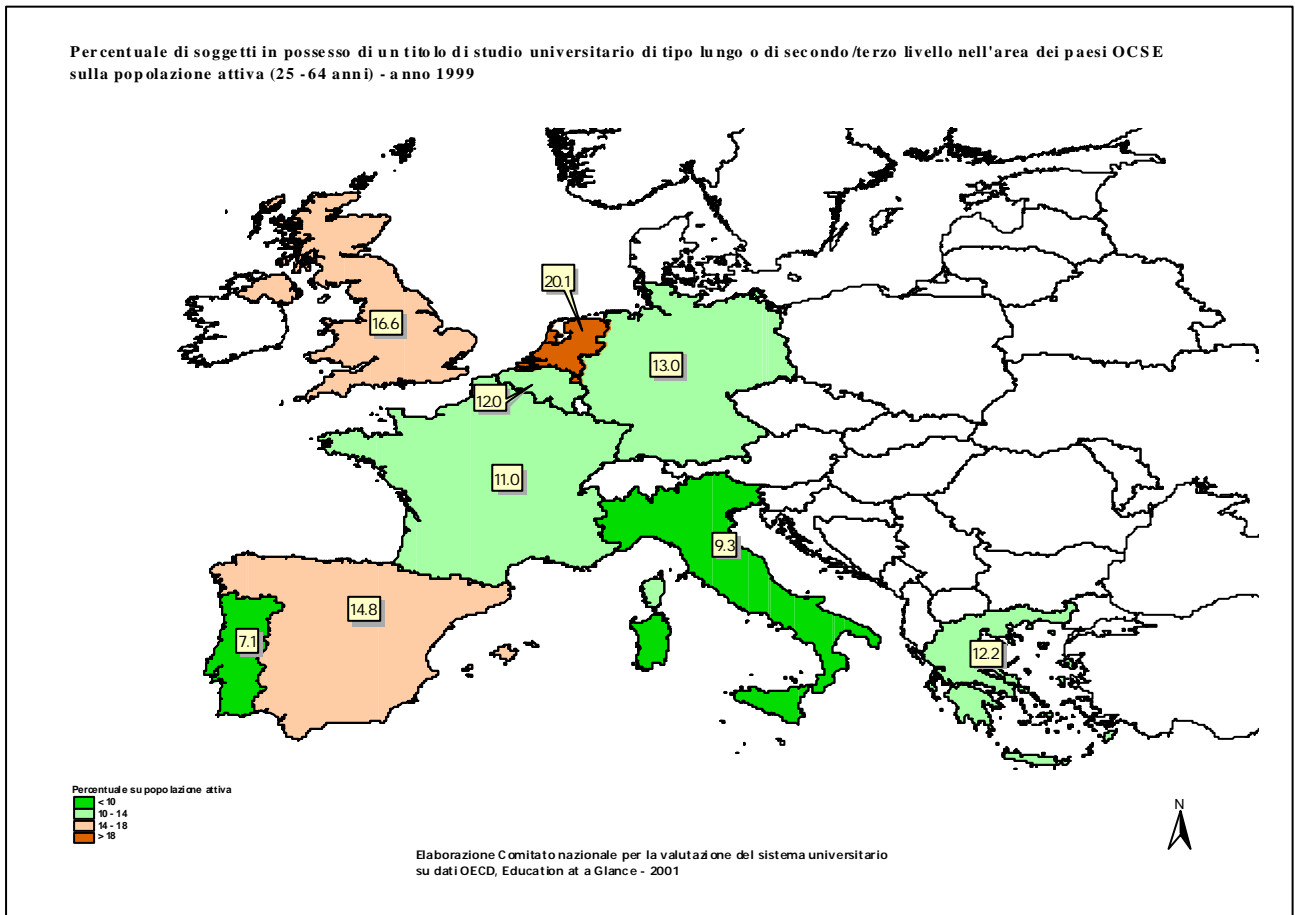 Percentuale di soggetti in possesso di un titolo di studio universitario di tipo lungo o di secondo/terzo livello nell'area dei paesi OCSE
sulla popolazione attiva (25 -64 anni) - anno 1999
20.1
16.6
13.0
12.0
11.0
9.3
14.8
7.1
12.2
Percentuale su popolazione attiva
< 10
10 - 14
14 - 18
> 18
N
Elaborazione Comitato nazionale per la valutazione del sistema universitario
su dati OECD, Education at a Glance - 2001